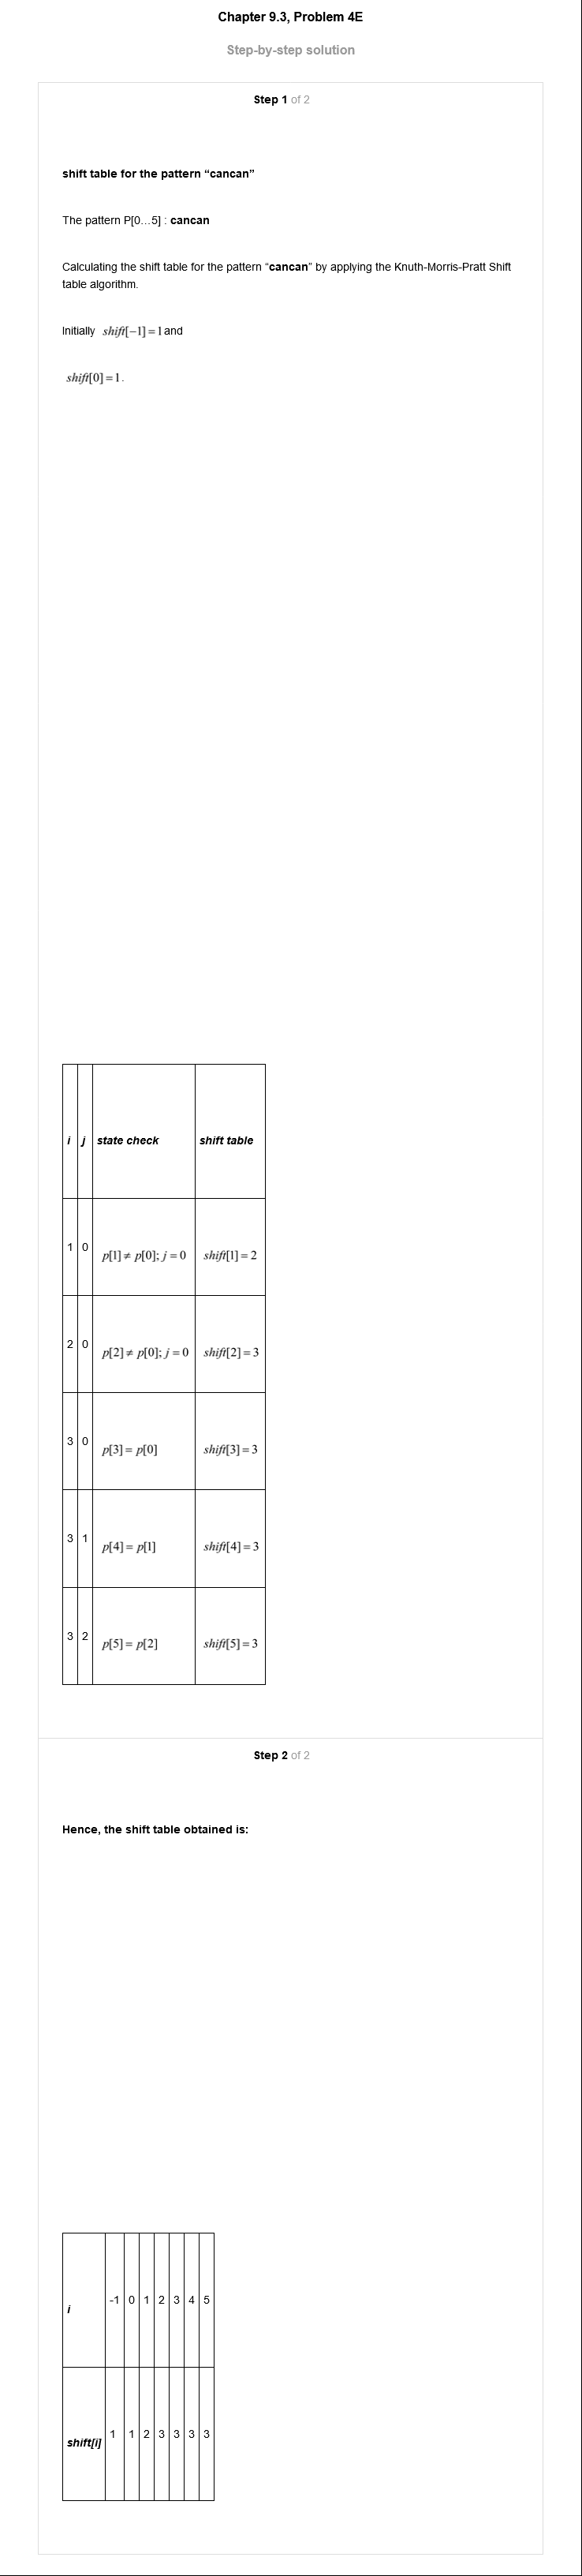 Chapter 9.3, Problem 4E
Step-by-step solution
Step 1 of 2
shift table for the pattern “cancan”
The pattern P[0...5] : cancan
Calculating the shift table for the pattern “cancan” by applying the Knuth-Morris-Pratt Shift
table algorithm.
Initially shift[−1] = 1 and
shift[0] = 1.
i j state check shift table
1 0 p[1] ≠ p[0]; j = 0 shift[1] = 2
2 0 p[2] ≠ p[0]; j = 0 shift[2] = 3
3 0 p[3] = p[0] shift[3] = 3
3 1 p[4] = p[1] shift[4] = 3
3 2 p[5] = p[2] shift[5] = 3
Step 2 of 2
Hence, the shift table obtained is:
i -1 0 1 2 3 4 5
shift[i] 1 1 2 3 3 3 3